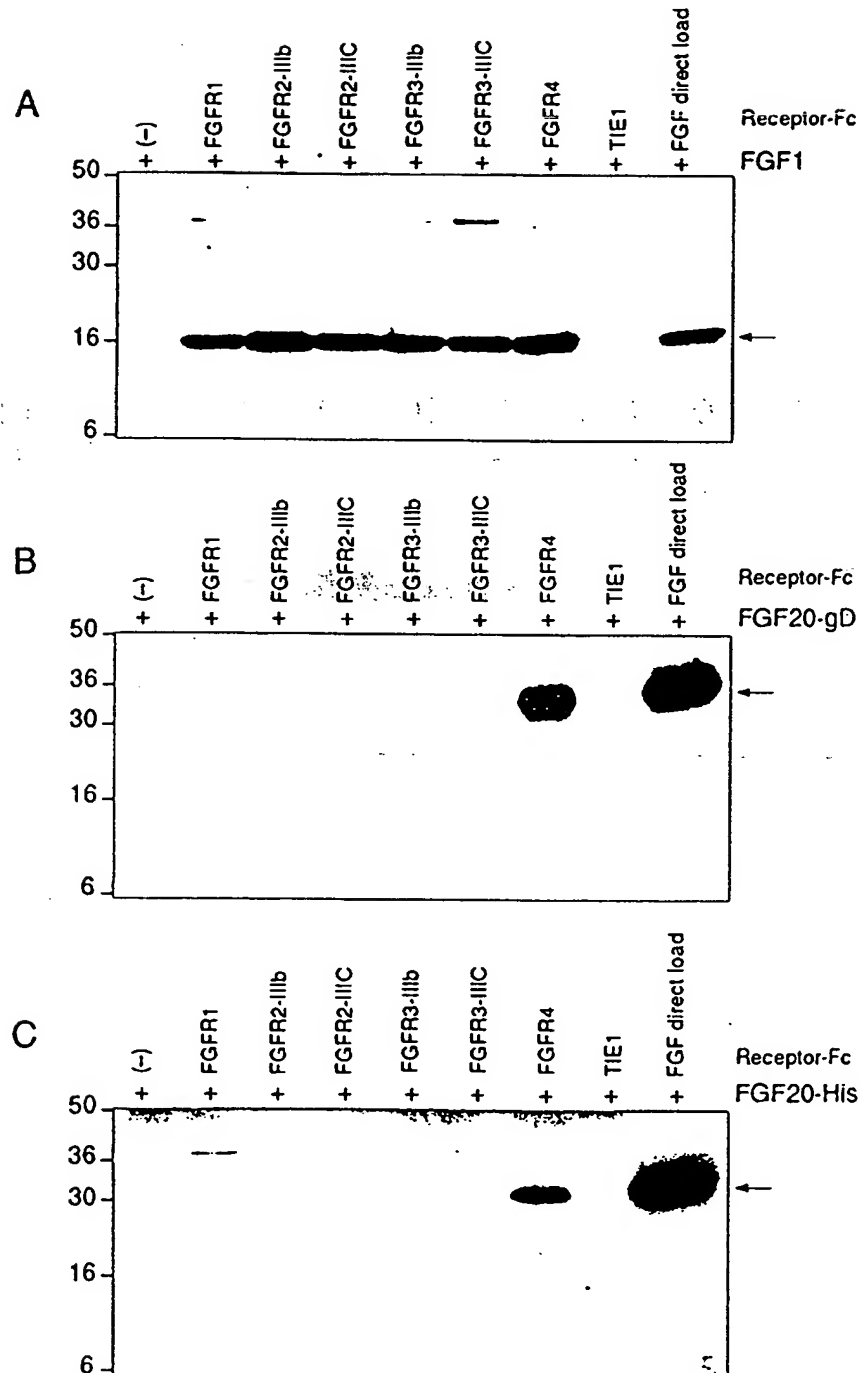 A
+ (–)
+ FGFR1
+ FGFR2-IIIb
+ FGFR2-IIIC
+ FGFR3-IIIb
+ FGFR3-IIIC
+ FGFR4
+ TIE1
+ FGF direct load
Receptor-Fc
FGF1
50
36
30
16
6
B
+ (–)
+ FGFR1
+ FGFR2-IIIb
+ FGFR2-IIC
+ FGFR3-IIIb
+ FGFR3-IIIC
+ FGFR4
+ TIE1
+ FGF direct load
Receptor-Fc
FGF20-gD
50
36
30
16
6
C
+ (–)
+ FGFR1
+ FGFR2-IIIb
+ FGFR2-IIIC
+ FGFR3-IIIb
+ FGFR3-IIIC
+ FGFR4
+ TIE1
+ FGF direct load
Receptor-Fc
FGF20-His
50
36
30
16
6